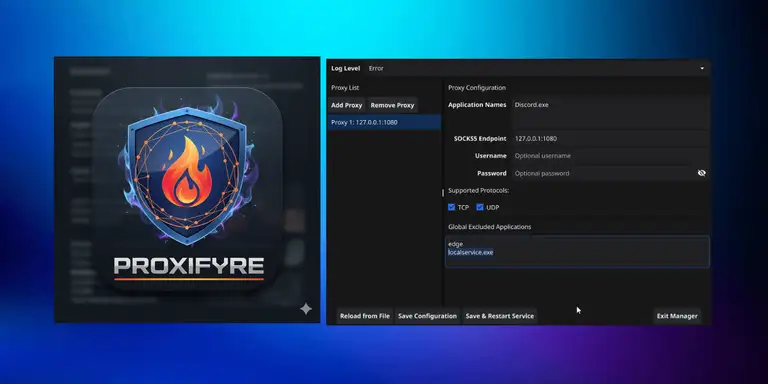 PROXIFYRE
Log Level Error
Proxy List
Add Proxy Remove Proxy
Proxy 1: 127.0.0.1:1080
Proxy Configuration
Application Names Discord.exe
SOCKS5 Endpoint 127.0.0.1:1080
Username Optional username
Password Optional password
Supported Protocols:
TCP UDP
Global Excluded Applications
edge
localservice.exe
Reload from File Save Configuration Save & Restart Service Exit Manager